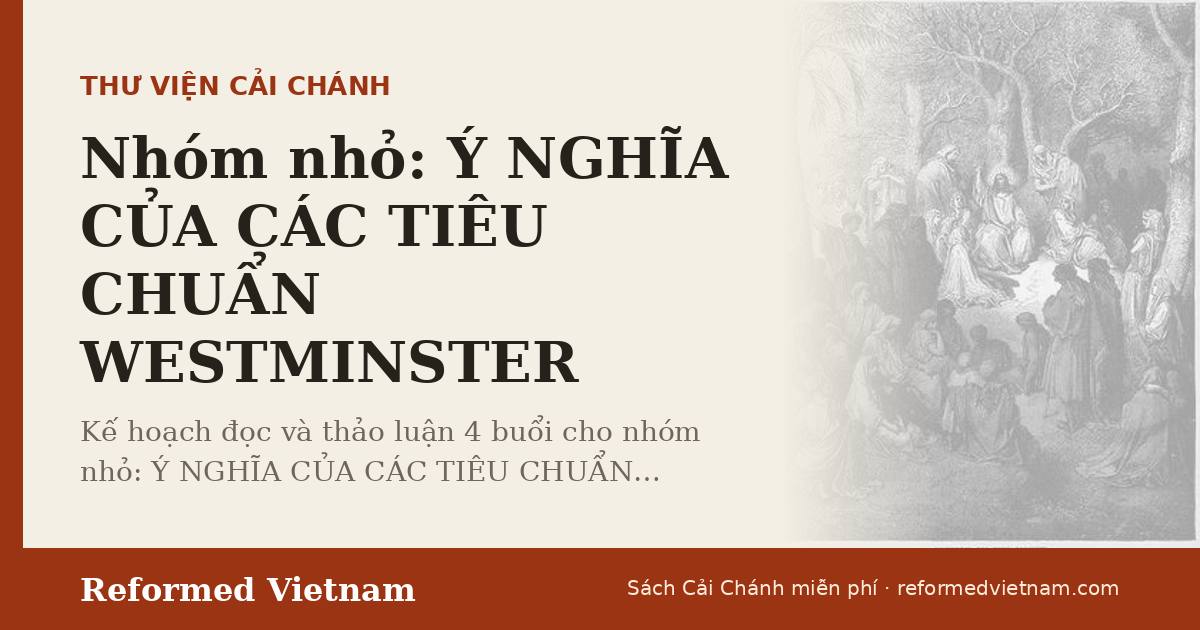 THƯ VIỆN CẢI CHÁNH
Nhóm nhỏ: Ý NGHĨA
CỦA CÁC TIÊU
CHUẨN
WESTMINSTER
Kế hoạch đọc và thảo luận 4 buổi cho nhóm
nhỏ: Ý NGHĨA CỦA CÁC TIÊU CHUẨN...
Reformed Vietnam
Sách Cải Chánh miễn phí · reformedvietnam.com